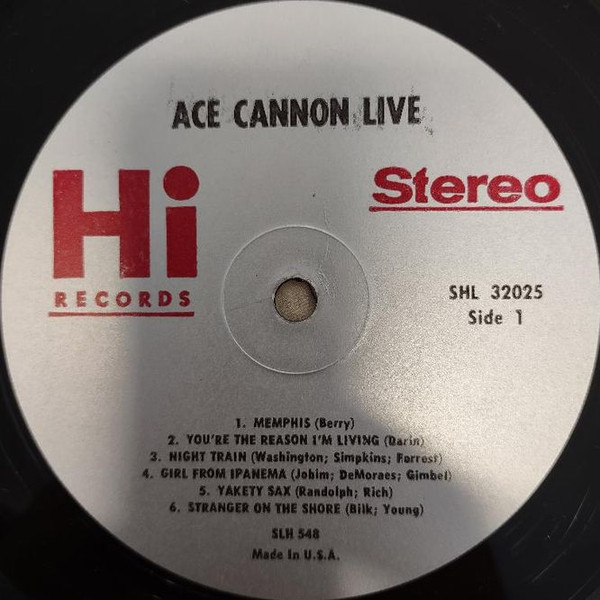 ACE CANNON LIVE
Hi
RECORDS
Stereo
SHL 32025
Side 1
1. MEMPHIS (Berry)
2. YOU'RE THE REASON I'M LIVING (Darin)
3. NIGHT TRAIN (Washington; Simpkins; Forrest)
4. GIRL FROM IPANEMA (Jobim; DeMoraes; Gimbel)
5. YAKETY SAX (Randolph; Rich)
6. STRANGER ON THE SHORE (Bilk; Young)
SLH 548
Made In U.S.A.